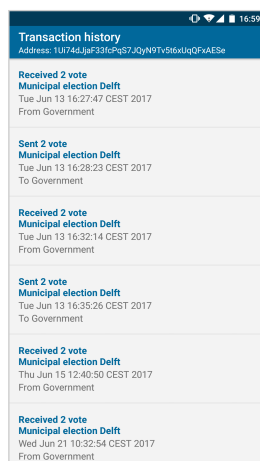 16:59
Transaction history
Address: 1Ui74dJjaF33fcPqS7JQyN9Tv5t6xUqQFxAESe
Received 2 vote
Municipal election Delft
Tue Jun 13 16:27:47 CEST 2017
From Government
Sent 2 vote
Municipal election Delft
Tue Jun 13 16:28:23 CEST 2017
To Government
Received 2 vote
Municipal election Delft
Tue Jun 13 16:32:14 CEST 2017
From Government
Sent 2 vote
Municipal election Delft
Tue Jun 13 16:35:26 CEST 2017
To Government
Received 2 vote
Municipal election Delft
Thu Jun 15 12:40:50 CEST 2017
From Government
Received 2 vote
Municipal election Delft
Wed Jun 21 10:32:54 CEST 2017
From Government